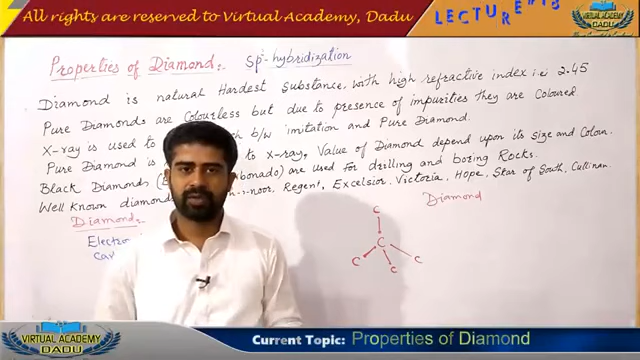 All rights are reserved to Virtual Academy, Dadu
LECTURE #13
VIRTUAL ACADEMY
DADU
Properties of Diamond:- Sp³-hybridization
Diamond is natural Hardest Substance, with high refractive index i.e 2.45
Pure Diamonds are Colourless but due to presence of impurities they are Coloured
X-ray is used to b/w imitation and Pure Diamond.
Pure Diamond is to X-ray, Value of Diamond depend upon its Size and Colour.
Black Diamonds ( bonado) are used for drilling and boring Rocks.
Well known diamond -noor, Regent, Excelsior, Victoria, Hope, Star of South, Cullinan.
Diamond:-
Diamond
Electro
Car
C
C
C
C
C
VIRTUAL ACADEMY
DADU
Current Topic: Properties of Diamond